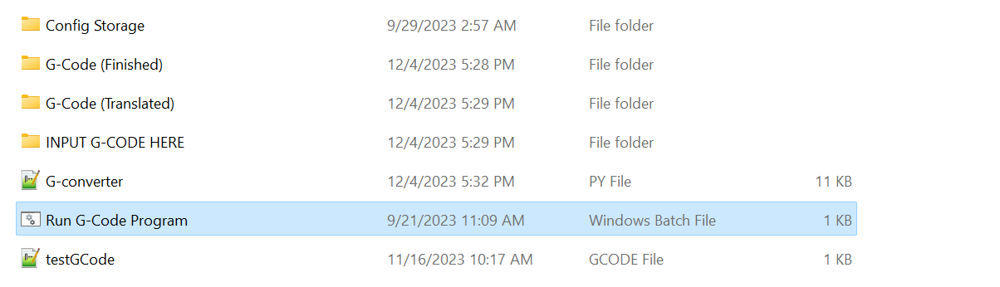 Config Storage 9/29/2023 2:57 AM File folder
G-Code (Finished) 12/4/2023 5:28 PM File folder
G-Code (Translated) 12/4/2023 5:29 PM File folder
INPUT G-CODE HERE 12/4/2023 5:29 PM File folder
G-converter 12/4/2023 5:32 PM PY File 11 KB
Run G-Code Program 9/21/2023 11:09 AM Windows Batch File 1 KB
testGCode 11/16/2023 10:17 AM GCODE File 1 KB